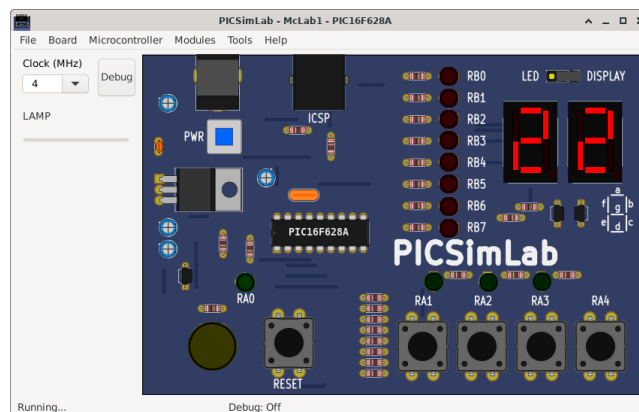 PICSimLab - McLab1 - PIC16F628A
File Board Microcontroller Modules Tools Help
Clock (MHz)
4
Debug
LAMP
PWR
ICSP
RB0
RB1
RB2
RB3
RB4
RB5
RB6
RB7
LED
DISPLAY
22
a
f g b
e d c
PIC16F628A
PICSimLab
RA0
RA1
RA2
RA3
RA4
RESET
Running...
Debug: Off